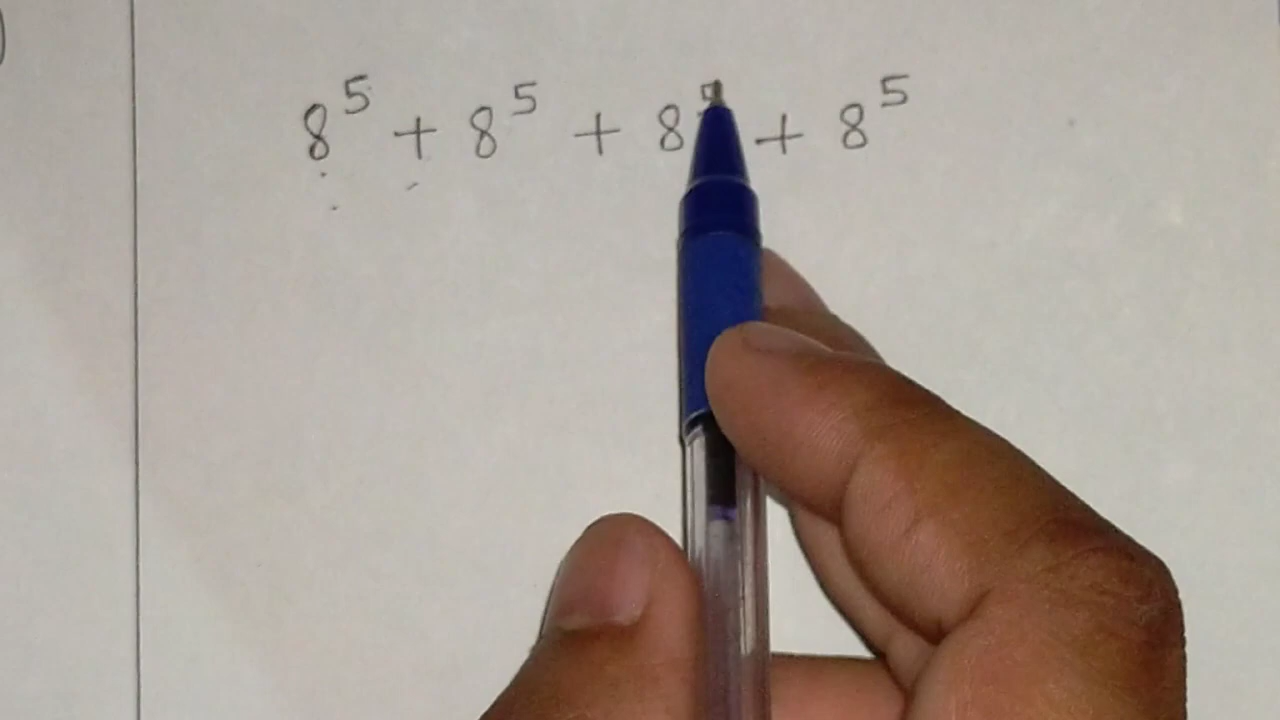 8⁵ + 8⁵ + 8 + 8⁵